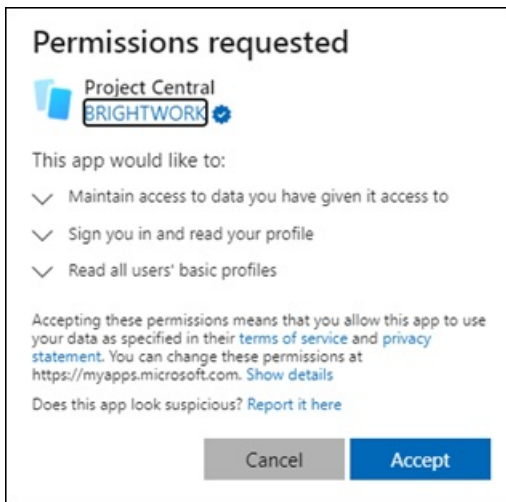 Permissions requested
Project Central
BRIGHTWORK
This app would like to:
Maintain access to data you have given it access to
Sign you in and read your profile
Read all users' basic profiles
Accepting these permissions means that you allow this app to use
your data as specified in their terms of service and privacy
statement. You can change these permissions at
https://myapps.microsoft.com. Show details
Does this app look suspicious? Report it here
Cancel Accept